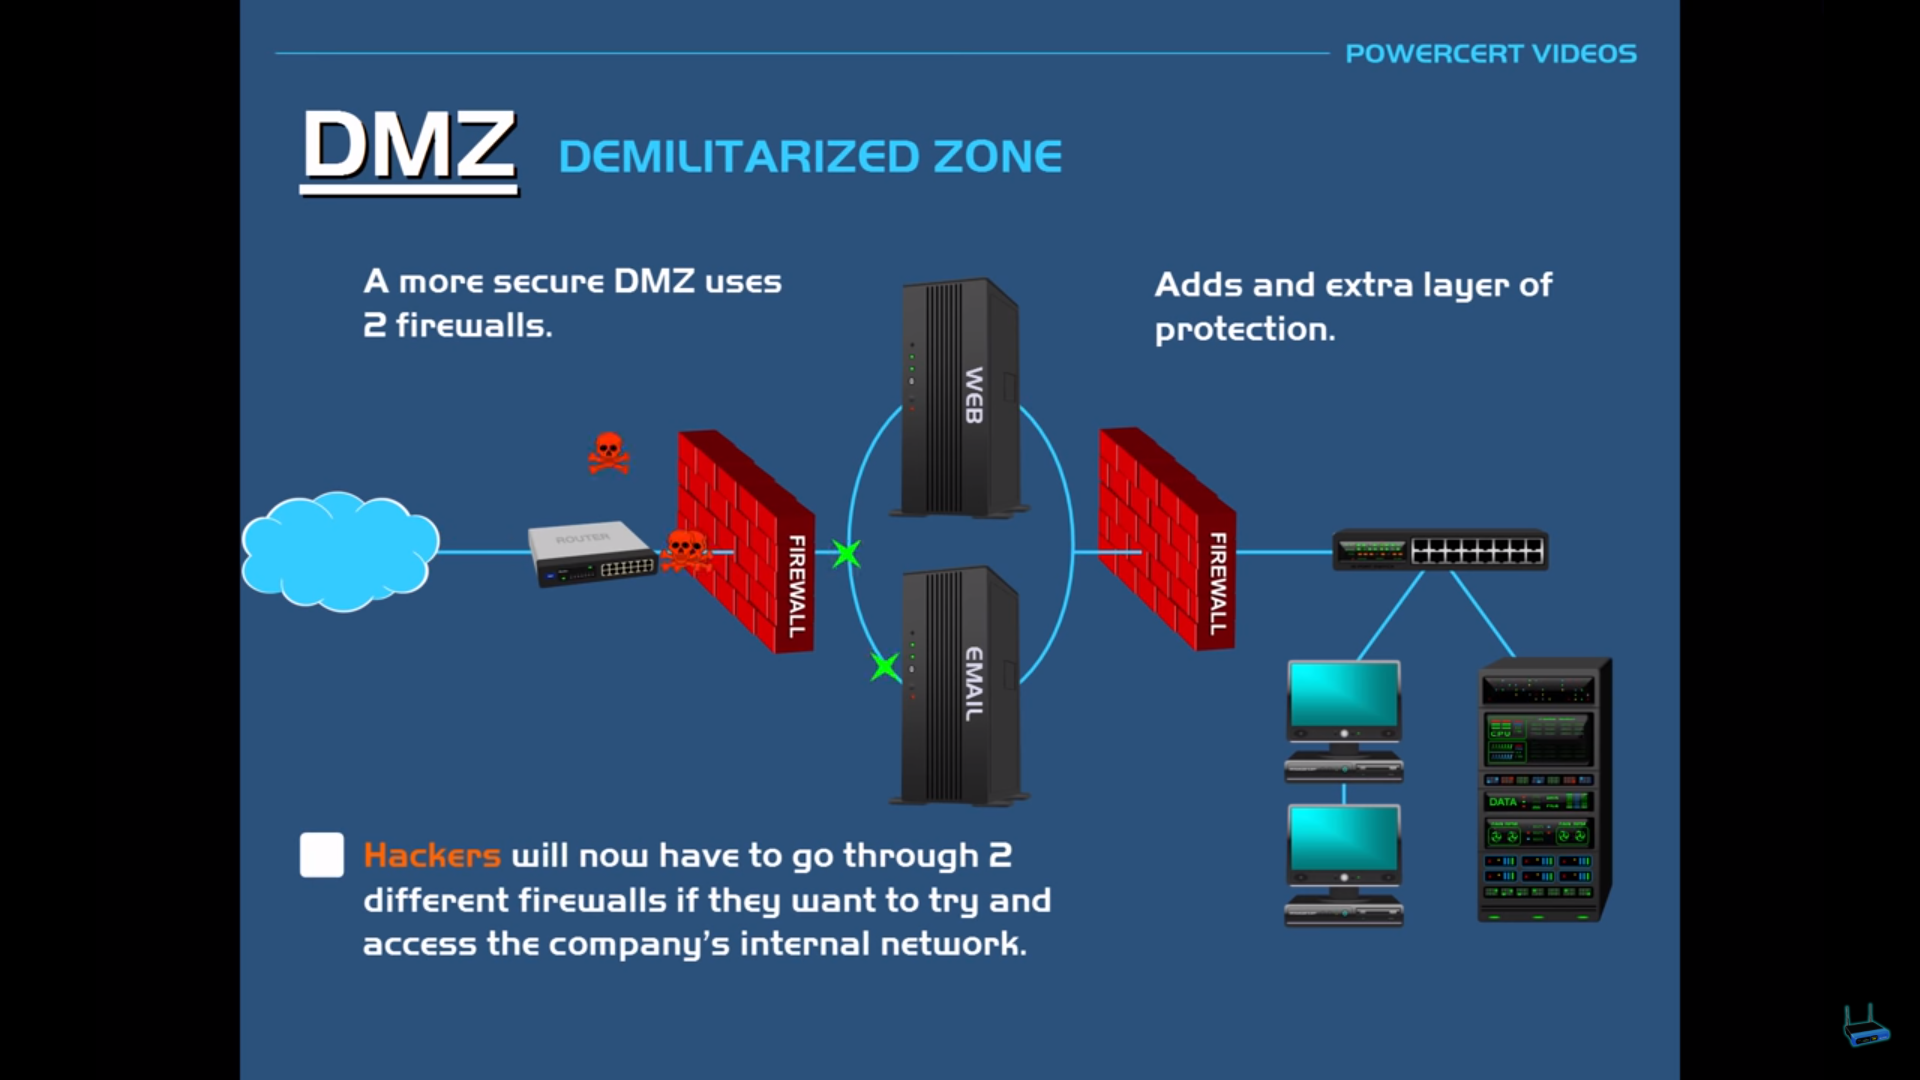 POWERCERT VIDEOS
DMZ DEMILITARIZED ZONE
A more secure DMZ uses
2 firewalls.
Adds and extra layer of
protection.
WEB
ROUTER
FIREWALL
FIREWALL
EMAIL
CPU
DATA
Hackers will now have to go through 2
different firewalls if they want to try and
access the company's internal network.